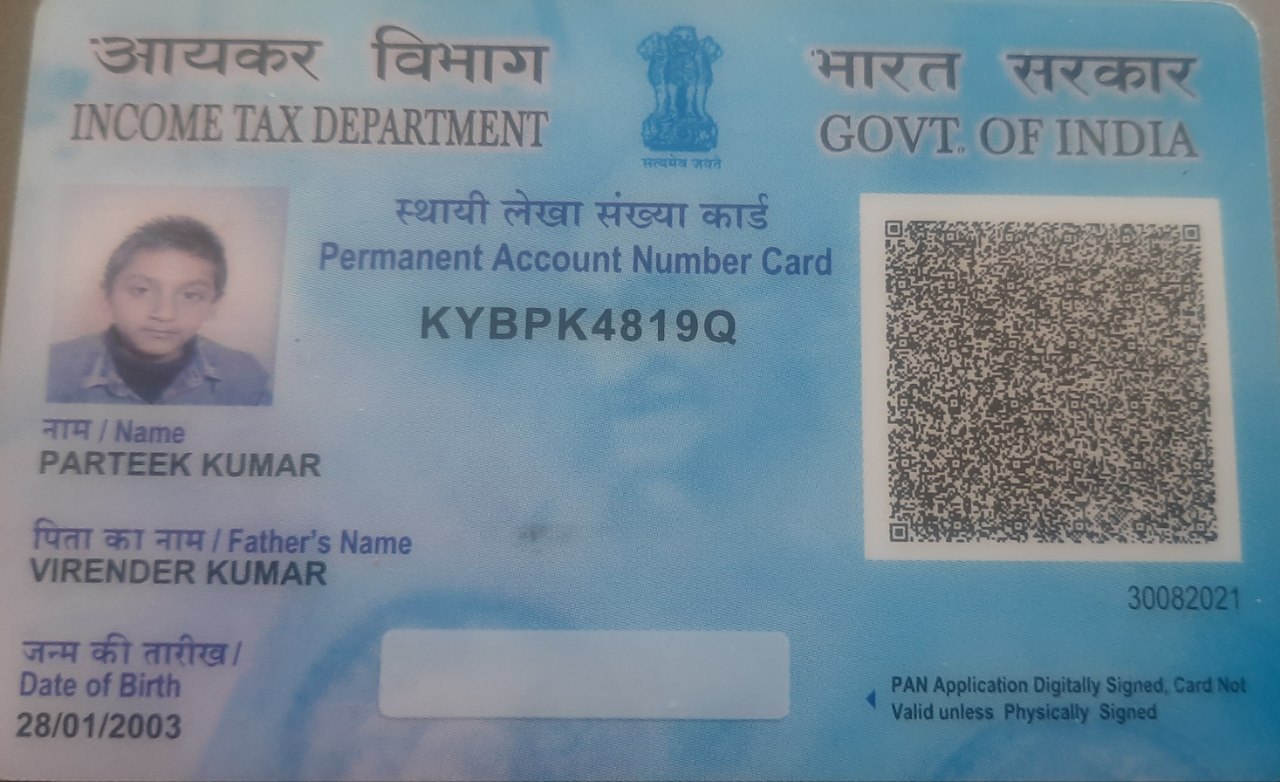 आयकर विभाग
INCOME TAX DEPARTMENT
सत्यमेव जयते
भारत सरकार
GOVT. OF INDIA
स्थायी लेखा संख्या कार्ड
Permanent Account Number Card
KYBPK4819Q
नाम / Name
PARTEEK KUMAR
पिता का नाम / Father's Name
VIRENDER KUMAR
30082021
जन्म की तारीख /
Date of Birth
28/01/2003
PAN Application Digitally Signed, Card Not
Valid unless Physically Signed